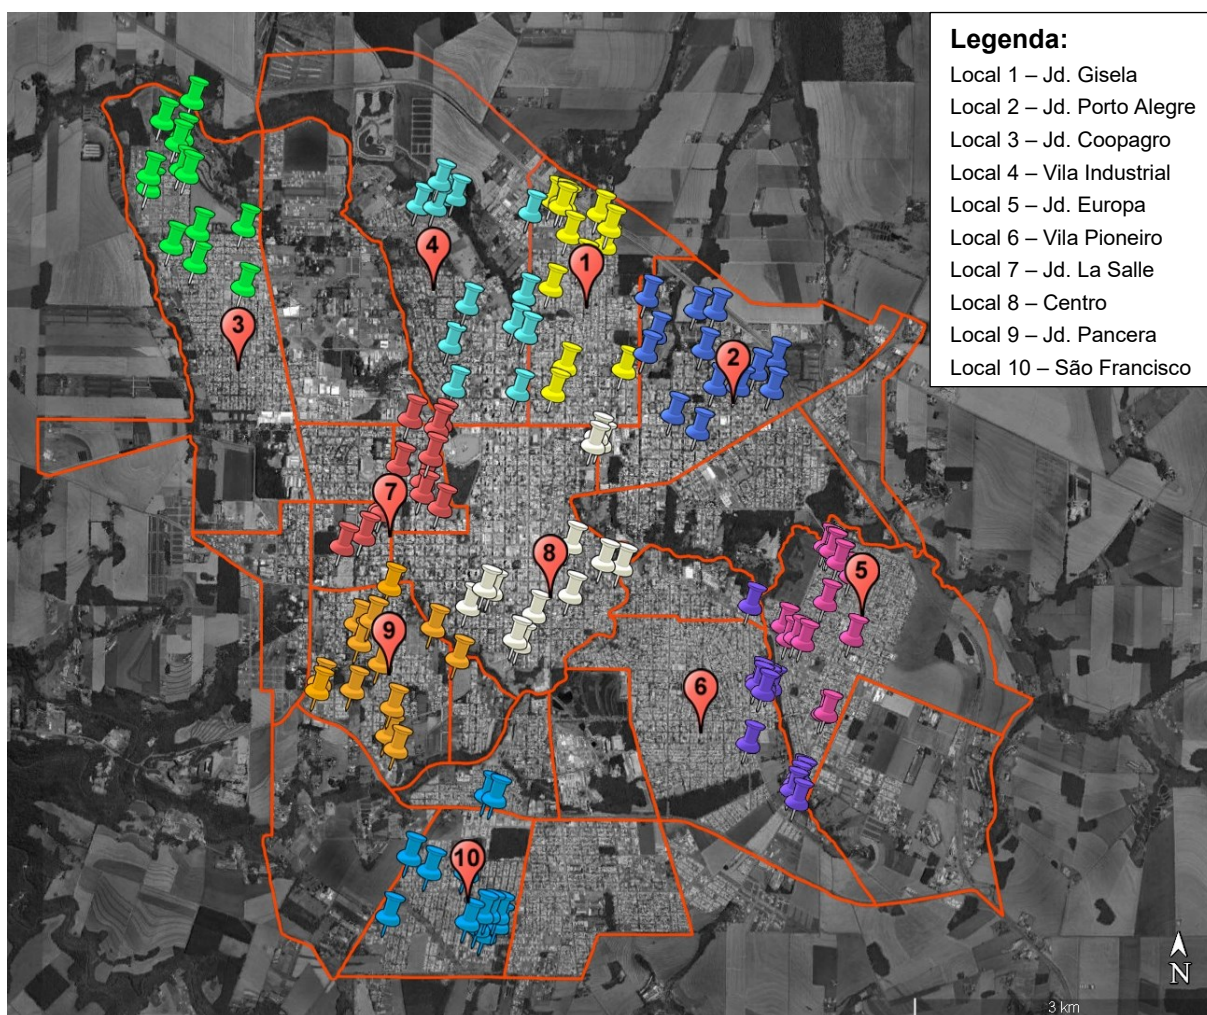 Legenda:
Local 1 – Jd. Gisela
Local 2 – Jd. Porto Alegre
Local 3 – Jd. Coopagro
Local 4 – Vila Industrial
Local 5 – Jd. Europa
Local 6 – Vila Pioneiro
Local 7 – Jd. La Salle
Local 8 – Centro
Local 9 – Jd. Pancera
Local 10 – São Francisco
4
1
3
2
7
8
5
9
6
10
N
3 km